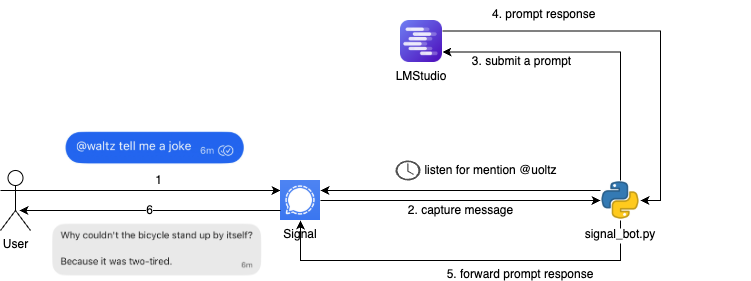 4. prompt response
3. submit a prompt
LMStudio
@waltz tell me a joke
6m
1
listen for mention @uoltz
6
2. capture message
User
Signal
signal_bot.py
Why couldn't the bicycle stand up by itself?
Because it was two-tired.
6m
5. forward prompt response